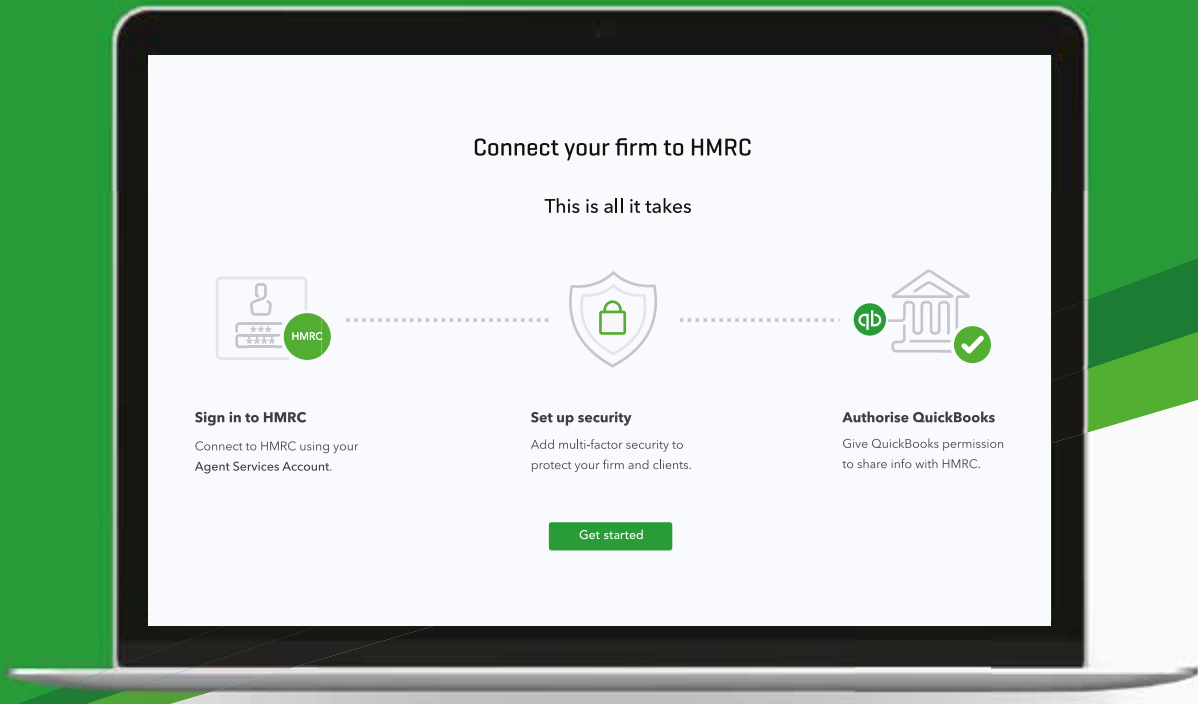 Connect your firm to HMRC
This is all it takes
HMRC
***
****
qb
Sign in to HMRC
Connect to HMRC using your
Agent Services Account.
Set up security
Add multi-factor security to
protect your firm and clients.
Authorise QuickBooks
Give QuickBooks permission
to share info with HMRC.
Get started